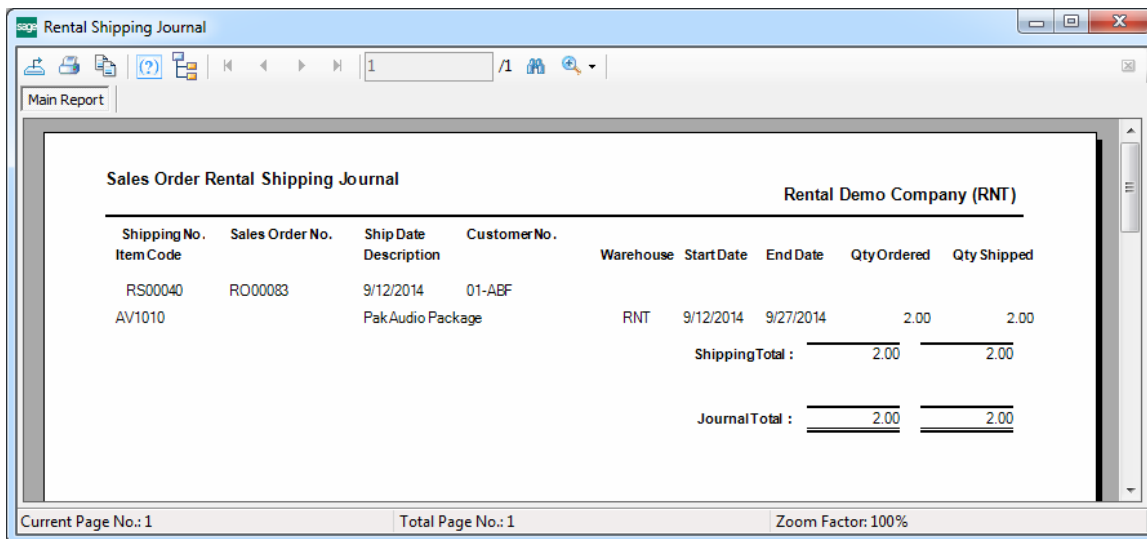 sage Rental Shipping Journal
1 /1
Main Report
Sales Order Rental Shipping Journal
Rental Demo Company (RNT)
Shipping No. Sales Order No. Ship Date Customer No.
Item Code Description Warehouse Start Date End Date Qty Ordered Qty Shipped
RS00040 RO00083 9/12/2014 01-ABF
AV1010 Pak Audio Package RNT 9/12/2014 9/27/2014 2.00 2.00
Shipping Total : 2.00 2.00
Journal Total : 2.00 2.00
Current Page No.: 1 Total Page No.: 1 Zoom Factor: 100%